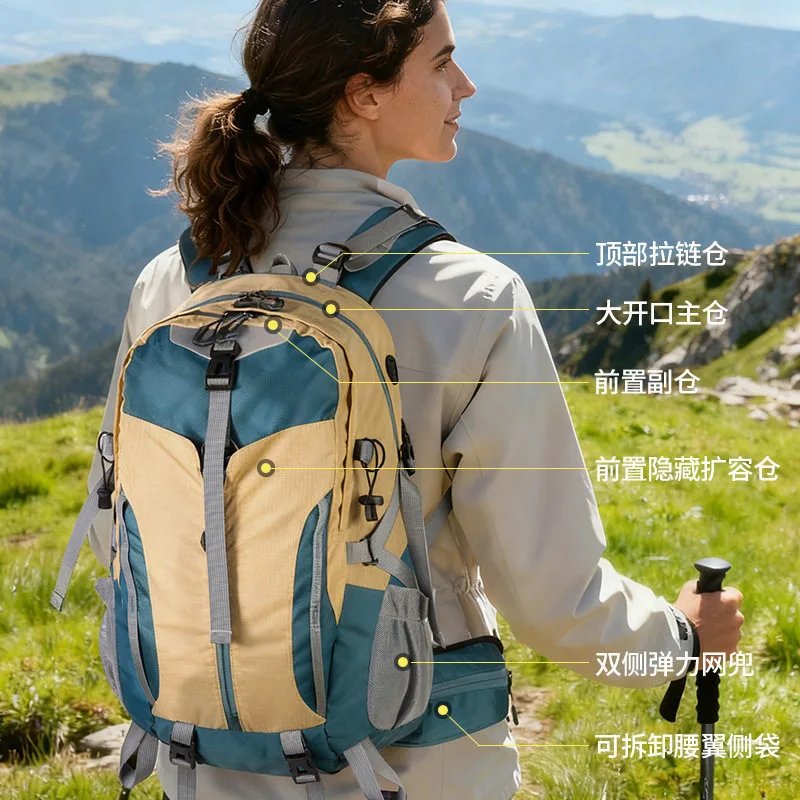 顶部拉链仓
大开口主仓
前置副仓
前置隐藏扩容仓
双侧弹力网兜
可拆卸腰翼侧袋